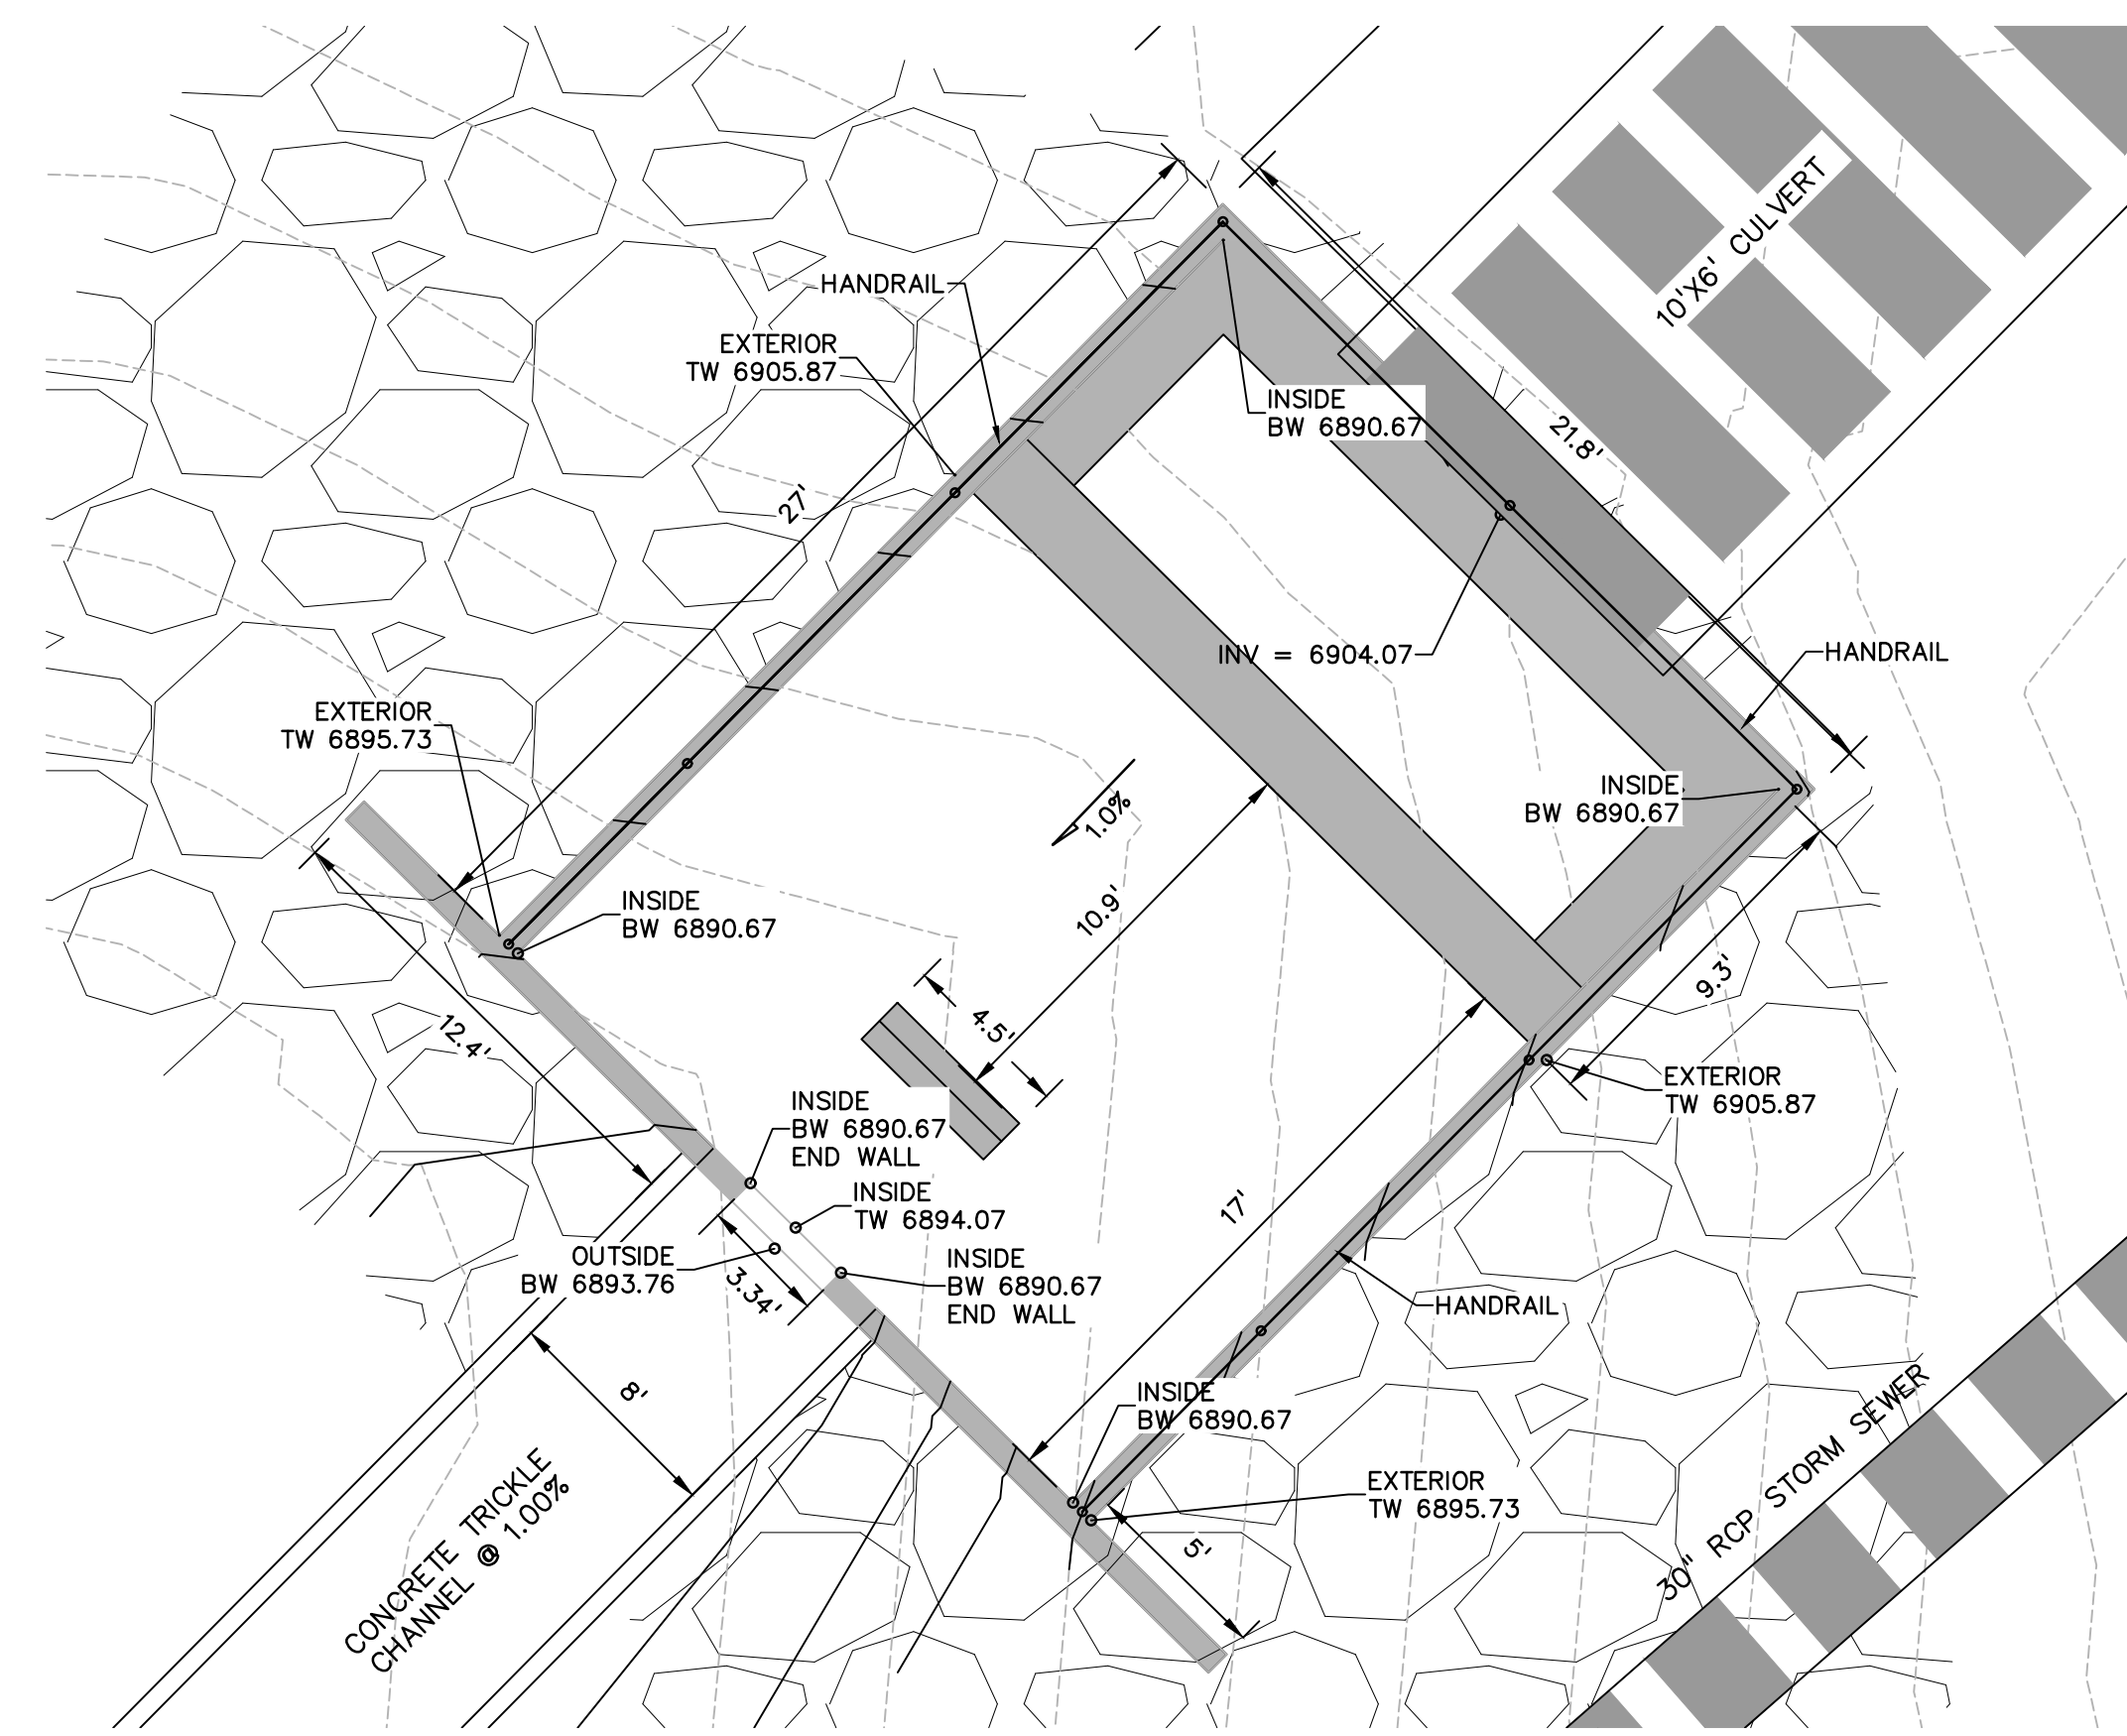 10'X6' CULVERT
HANDRAIL
EXTERIOR
TW 6905.87
INSIDE
BW 6890.67
21.8'
27'
INV = 6904.07
HANDRAIL
EXTERIOR
TW 6895.73
INSIDE
BW 6890.67
1.0%
INSIDE
BW 6890.67
10.9'
9.3'
4.5'
12.4'
EXTERIOR
TW 6905.87
INSIDE
BW 6890.67
END WALL
INSIDE
TW 6894.07
17'
OUTSIDE
BW 6893.76
INSIDE
BW 6890.67
END WALL
3.34'
HANDRAIL
8'
INSIDE
BW 6890.67
EXTERIOR
TW 6895.73
5'
30" RCP STORM SEWER
CONCRETE TRICKLE
CHANNEL @ 1.00%